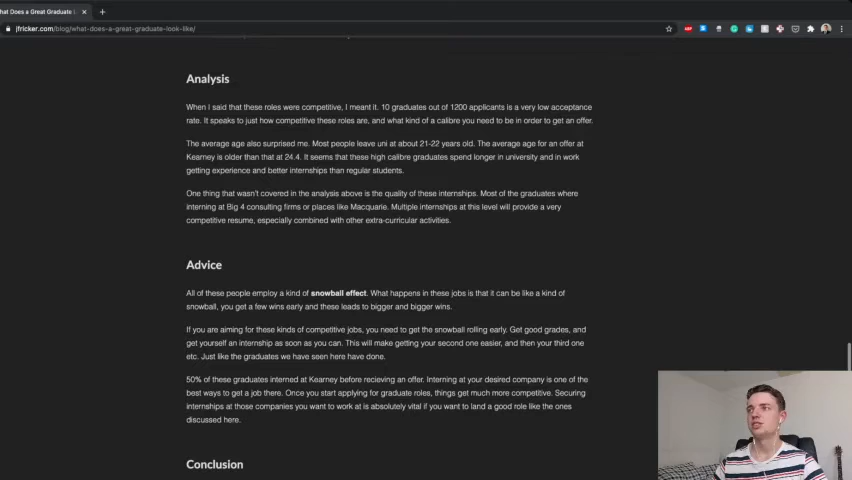 hat Does a Great Graduate
jfricker.com/blog/what-does-a-great-graduate-look-like/
Analysis
When I said that these roles were competitive, I meant it. 10 graduates out of 1200 applicants is a very low acceptance
rate. It speaks to just how competitive these roles are, and what kind of a calibre you need to be in order to get an offer.
The average age also surprised me. Most people leave uni at about 21-22 years old. The average age for an offer at
Kearney is older than that at 24.4. It seems that these high calibre graduates spend longer in university and in work
getting experience and better internships than regular students.
One thing that wasn't covered in the analysis above is the quality of these internships. Most of the graduates where
interning at Big 4 consulting firms or places like Macquarie. Multiple internships at this level will provide a very
competitive resume, especially combined with other extra-curricular activities.
Advice
All of these people employ a kind of snowball effect. What happens in these jobs is that it can be like a kind of
snowball, you get a few wins early and these leads to bigger and bigger wins.
If you are aiming for these kinds of competitive jobs, you need to get the snowball rolling early. Get good grades, and
get yourself an internship as soon as you can. This will make getting your second one easier, and then your third one
etc. Just like the graduates we have seen here have done.
50% of these graduates interned at Kearney before recieving an offer. Interning at your desired company is one of the
best ways to get a job there. Once you start applying for graduate roles, things get much more competitive. Securing
internships at those companies you want to work at is absolutely vital if you want to land a good role like the ones
discussed here.
Conclusion